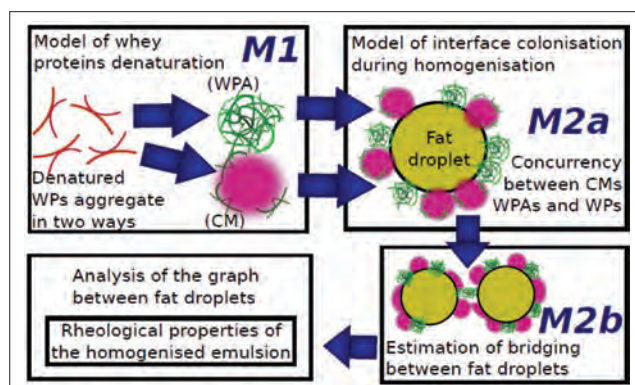 Model of whey
proteins denaturation
M1
(WPA)
Denatured
WPs aggregate
in two ways
(CM)
Model of interface colonisation
during homogenisation
Fat
droplet
M2a
Concurrency
between CMs
WPAs and WPs
M2b
Estimation of bridging
between fat droplets
Analysis of the graph
between fat droplets
Rheological properties of
the homogenised emulsion